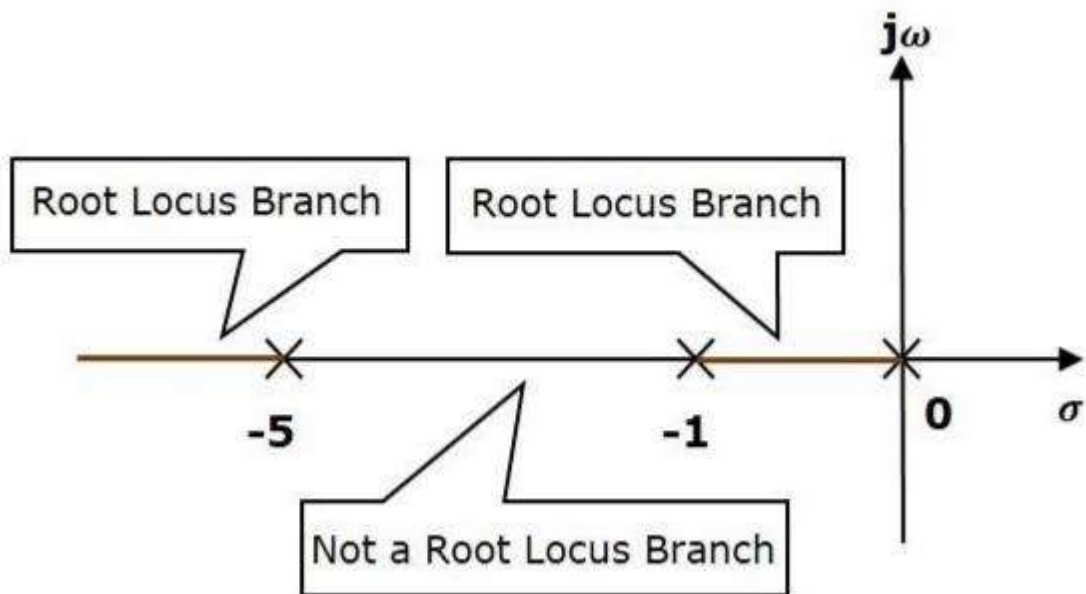 jω
Root Locus Branch
Root Locus Branch
-5
-1
0
σ
Not a Root Locus Branch